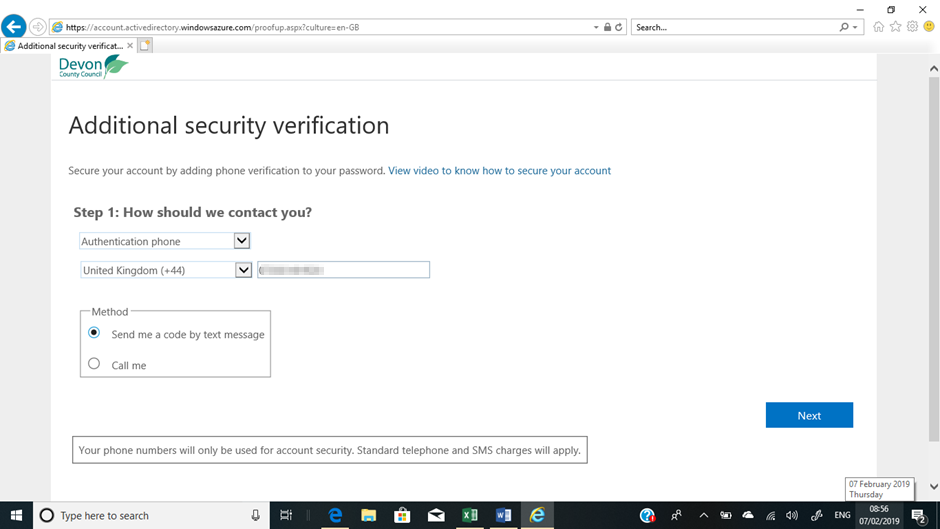 https://account.activedirectory.windowsazure.com/proofup.aspx?culture=en-GB
Search...
Additional security verificat...
Devon
County Council
Additional security verification
Secure your account by adding phone verification to your password. View video to know how to secure your account
Step 1: How should we contact you?
Authentication phone
United Kingdom (+44)
Method
Send me a code by text message
Call me
Next
Your phone numbers will only be used for account security. Standard telephone and SMS charges will apply.
07 February 2019
Thursday
Type here to search
ENG
08:56
07/02/2019
2